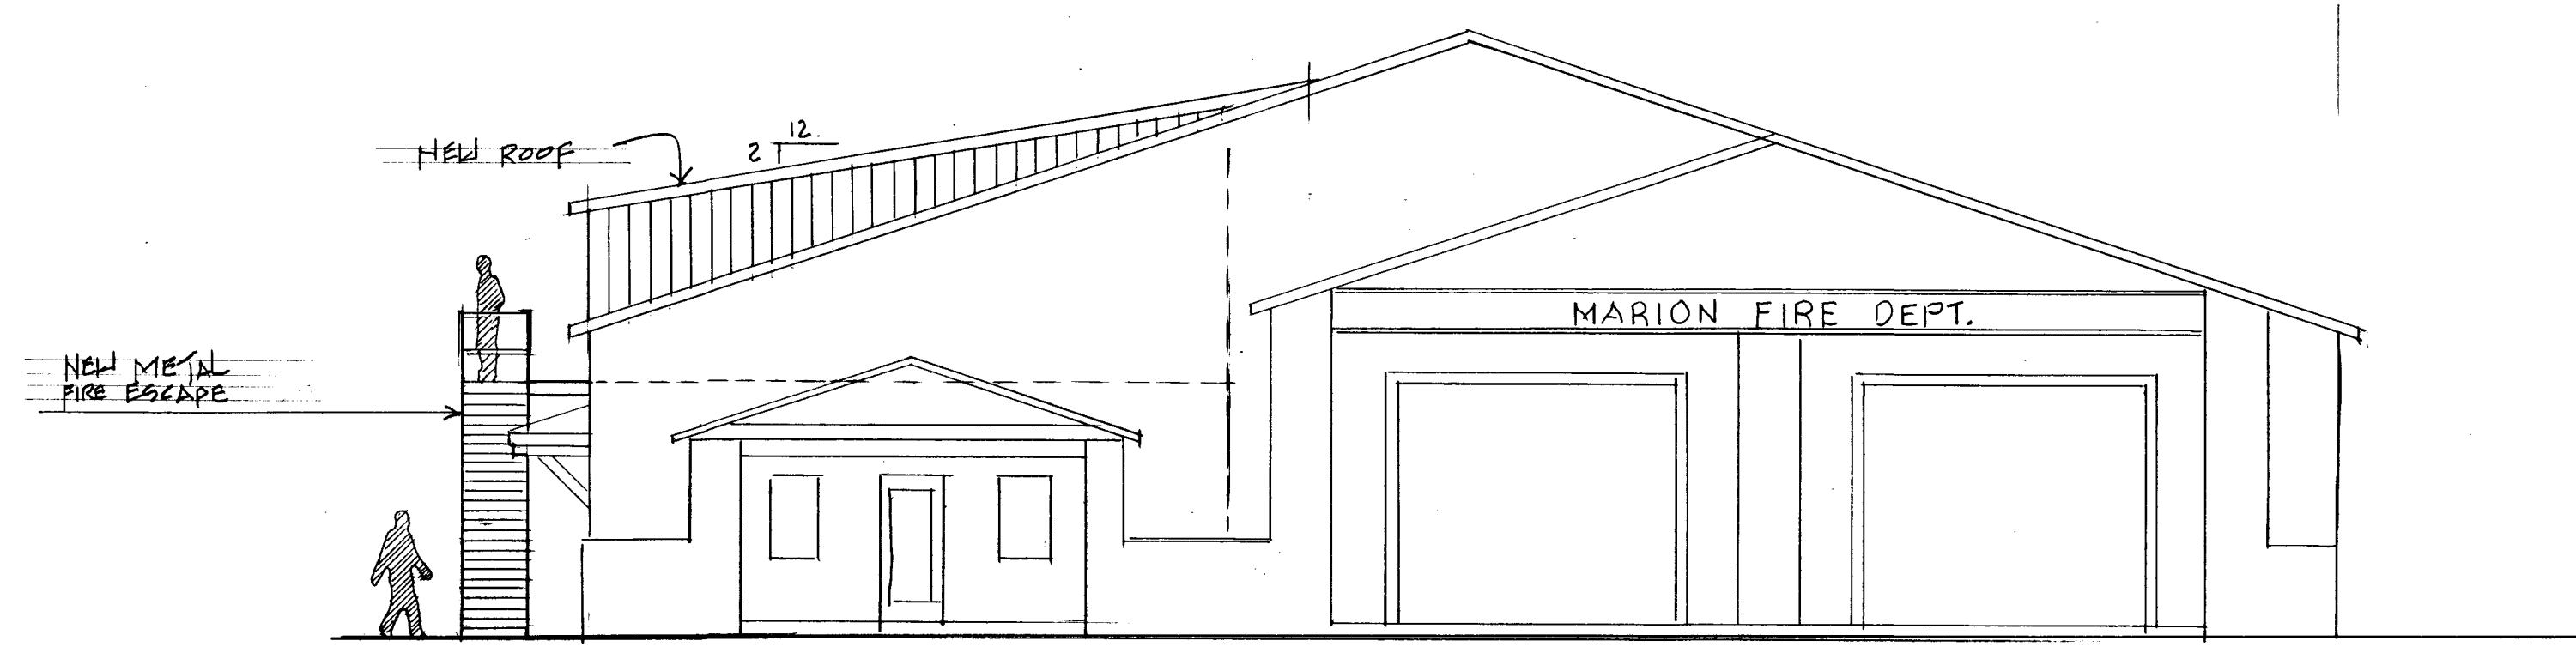 12.
2
NEW ROOF
MARION FIRE DEPT.
NEW METAL
FIRE ESCAPE